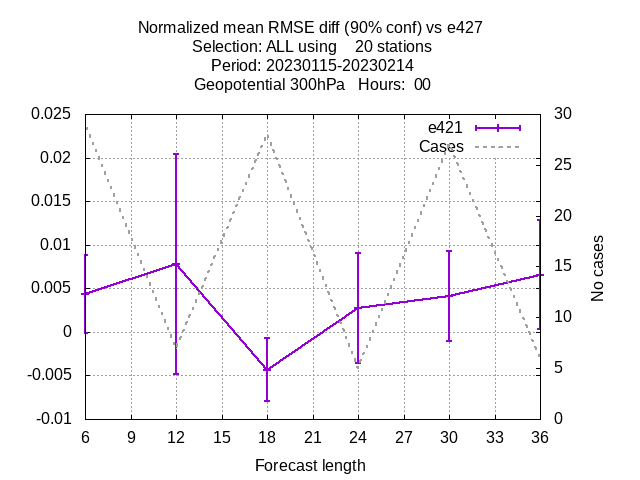 Normalized mean RMSE diff (90% conf) vs e427
Selection: ALL using    20 stations
Period: 20230115-20230214
Geopotential 300hPa   Hours:  00
0.025
0.02
0.015
0.01
0.005
0
-0.005
-0.01
30
25
20
15
10
5
0
e421
Cases
No cases
6 9 12 15 18 21 24 27 30 33 36
Forecast length